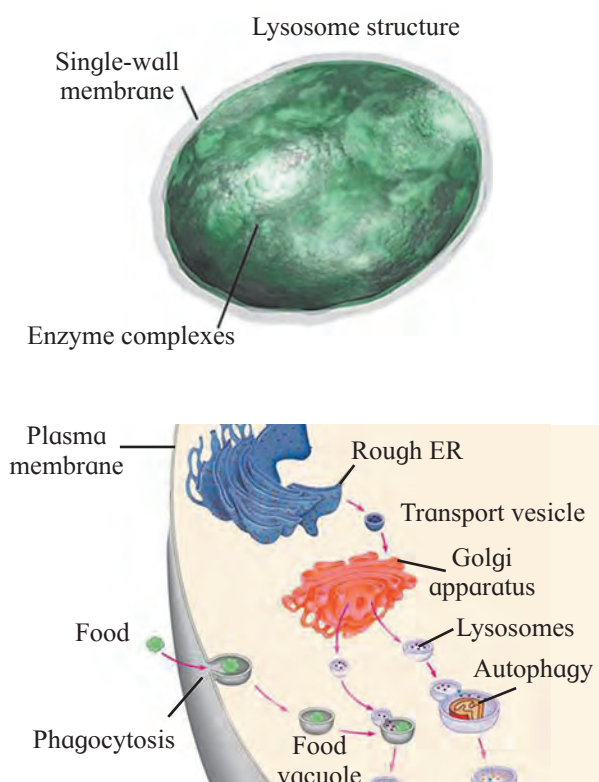 Lysosome structure
Single-wall
membrane
Enzyme complexes
Plasma
membrane
Rough ER
Transport vesicle
Golgi
apparatus
Food
Lysosomes
Autophagy
Phagocytosis
Food
vacuole